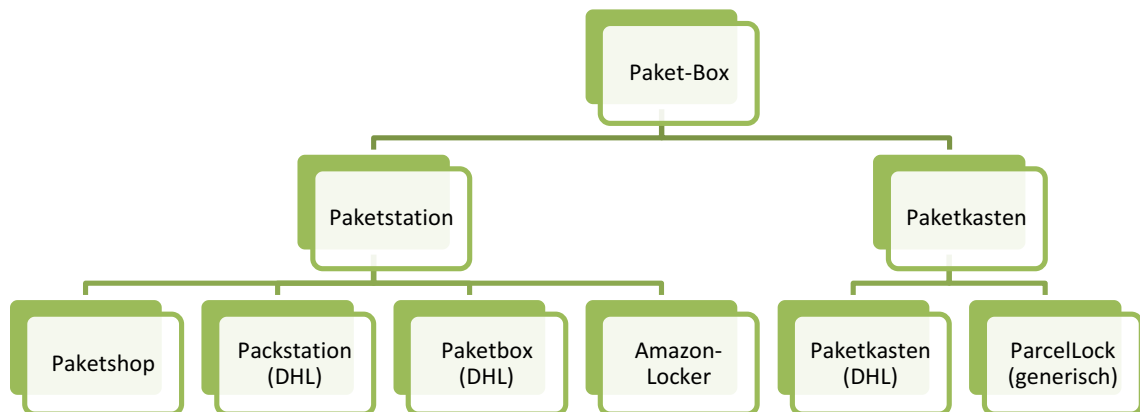 Paket-Box
Paketstation
Paketkasten
Paketshop
Packstation
(DHL)
Paketbox
(DHL)
Amazon-
Locker
Paketkasten
(DHL)
ParcelLock
(generisch)